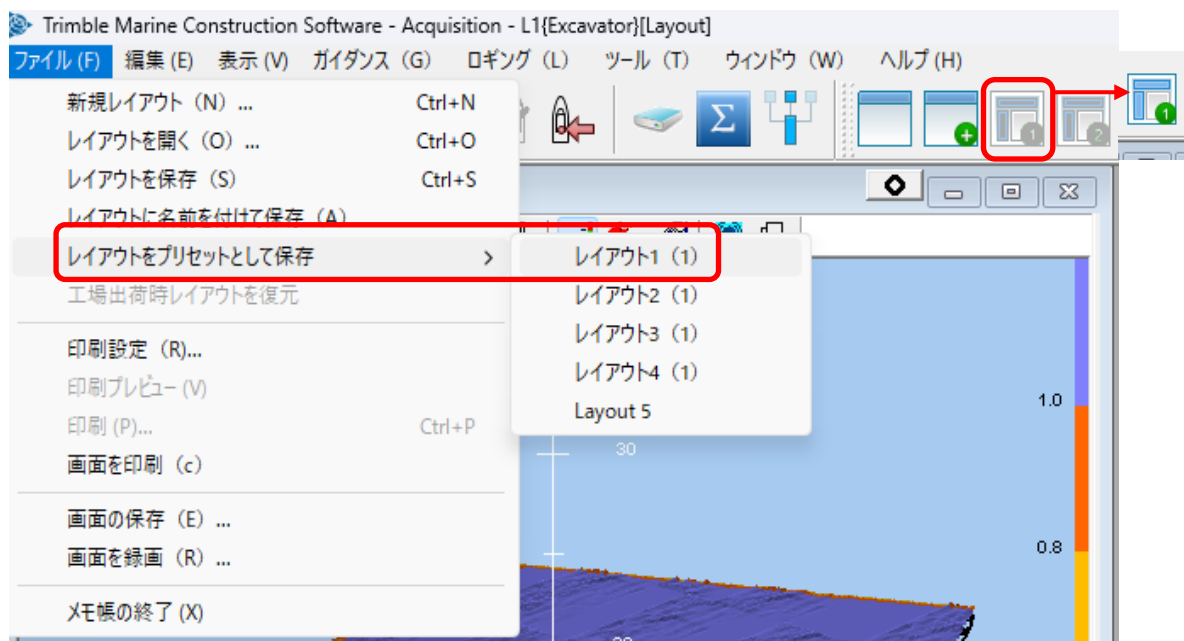 Trimble Marine Construction Software - Acquisition - L1{Excavator}[Layout]
ファイル (F) 編集 (E) 表示 (V) ガイダンス (G) ロギング (L) ツール (T) ウィンドウ (W) ヘルプ (H)
新規レイアウト (N) ... Ctrl+N
レイアウトを開く (O) ... Ctrl+O
レイアウトを保存 (S) Ctrl+S
レイアウトに名前を付けて保存 (A)
レイアウトをプリセットとして保存
工場出荷時レイアウトを復元
印刷設定 (R)...
印刷プレビュー (V)
印刷 (P)... Ctrl+P
画面を印刷 (c)
画面の保存 (E) ...
画面を録画 (R) ...
メモ帳の終了 (X)
レイアウト1 (1)
レイアウト2 (1)
レイアウト3 (1)
レイアウト4 (1)
Layout 5
1
2
1
Σ
1.0
30
0.8